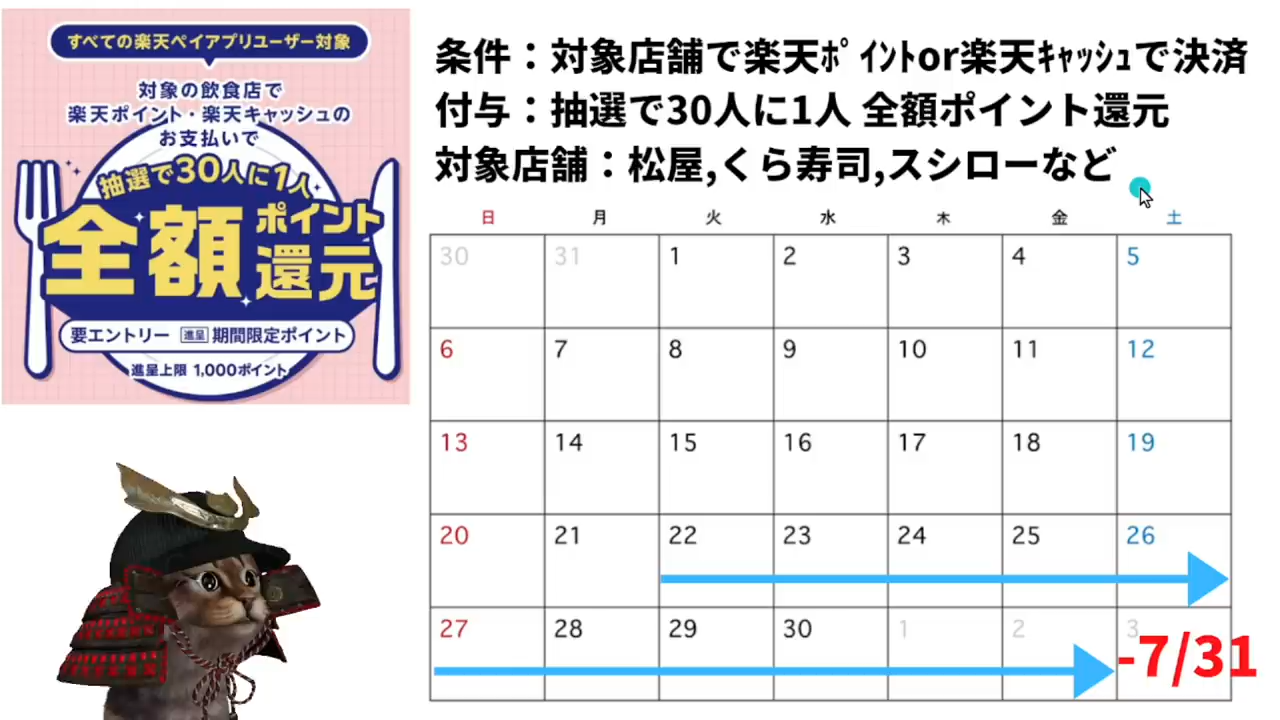 すべての楽天ペイアプリユーザー対象
対象の飲食店で
楽天ポイント・楽天キャッシュの
お支払いで
抽選で30人に1人
全額ポイント還元
要エントリー 進呈 期間限定ポイント
進呈上限 1,000ポイント
条件：対象店舗で楽天ﾎﾟｲﾝﾄor楽天ｷｬｯｼｭで決済
付与：抽選で30人に1人 全額ポイント還元
対象店舗：松屋,くら寿司,スシローなど
日 月 火 水 木 金 土
30 31 1 2 3 4 5
6 7 8 9 10 11 12
13 14 15 16 17 18 19
20 21 22 23 24 25 26
27 28 29 30 1 2 3
-7/31